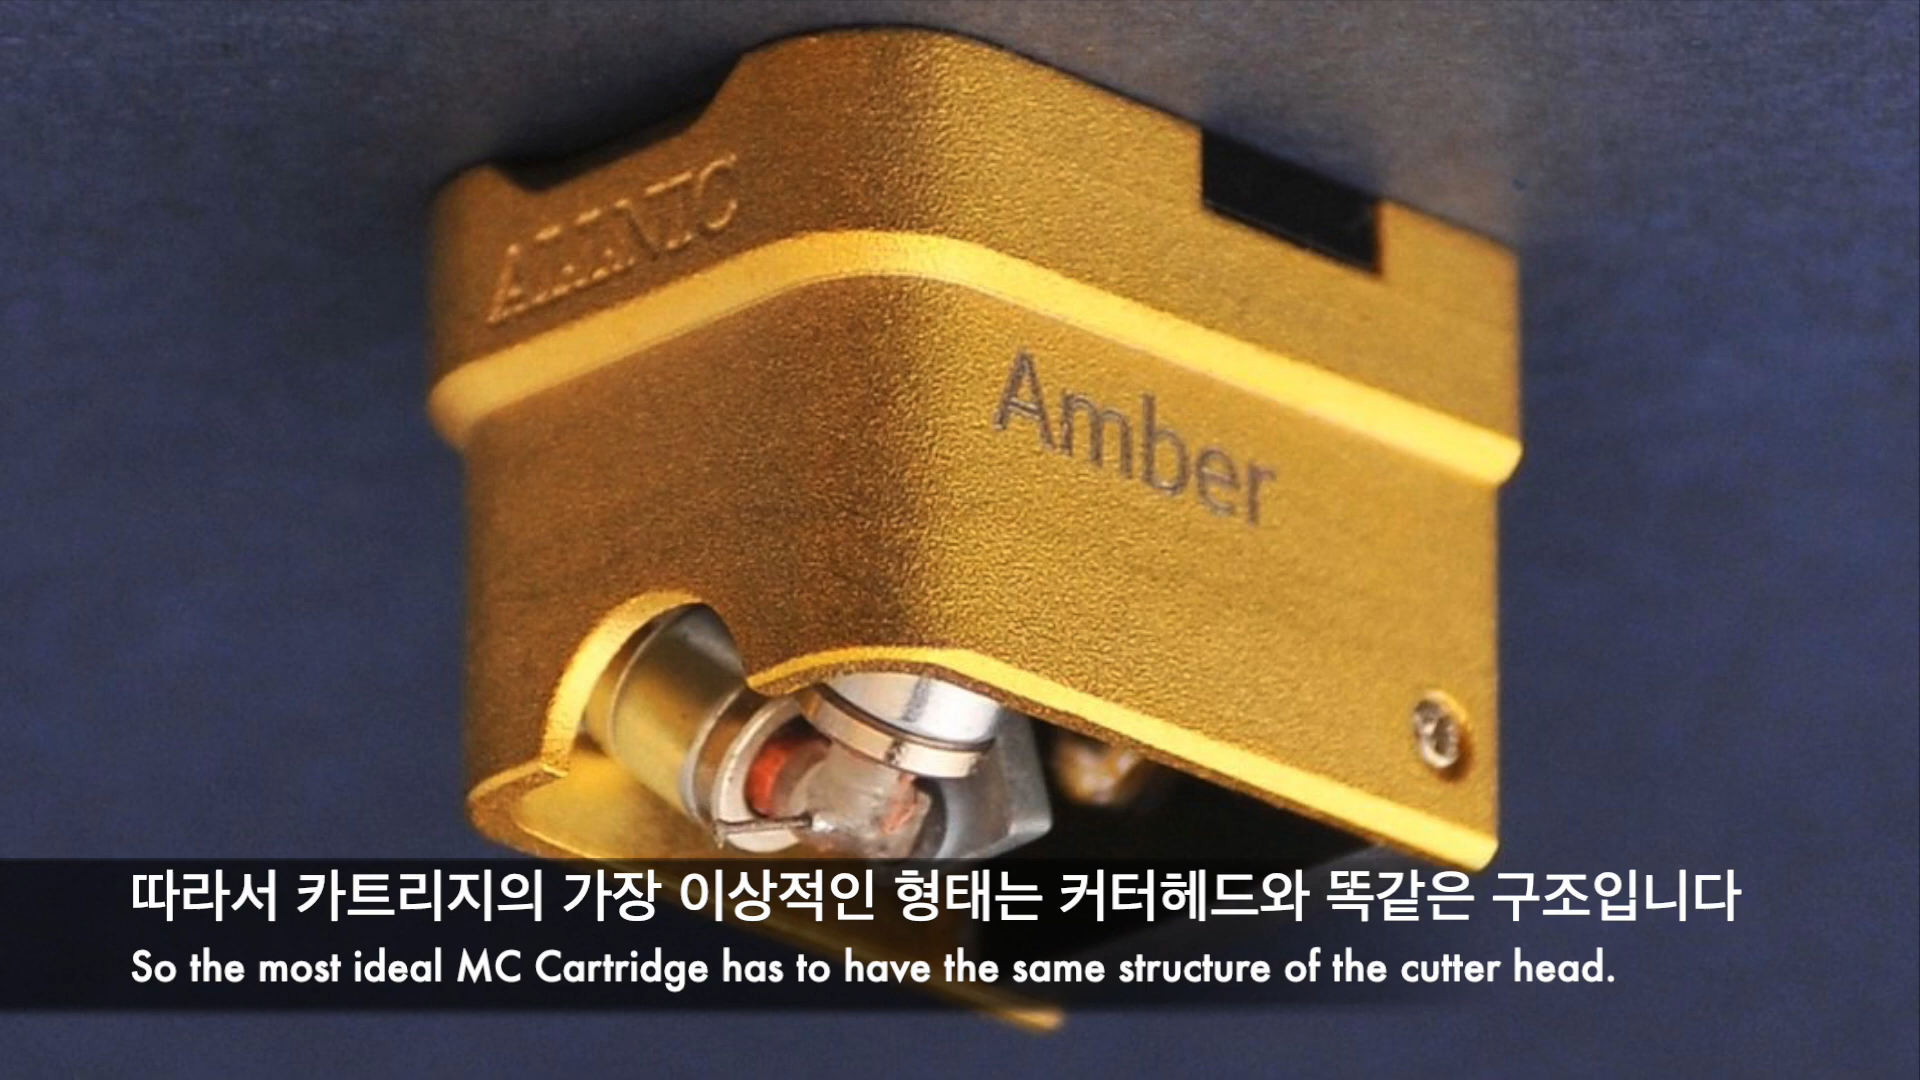 ALLNIC
Amber
따라서 카트리지의 가장 이상적인 형태는 커터헤드와 똑같은 구조입니다
So the most ideal MC Cartridge has to have the same structure of the cutter head.